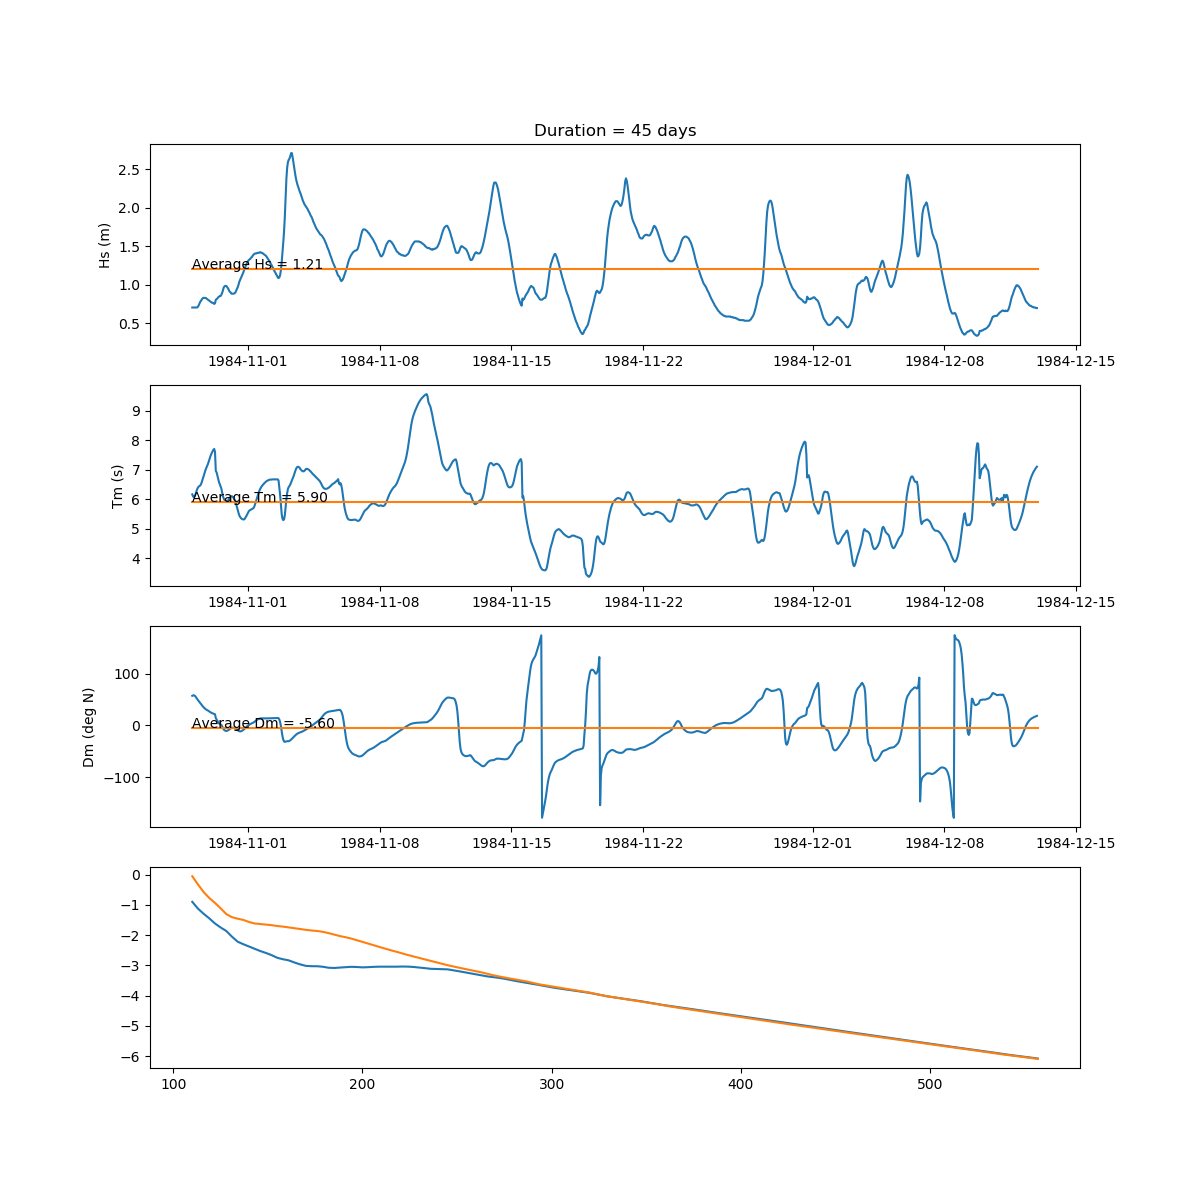 Duration = 45 days
Hs (m)
2.5
2.0
1.5
1.0
0.5
Average Hs = 1.21
1984-11-01 1984-11-08 1984-11-15 1984-11-22 1984-12-01 1984-12-08 1984-12-15
Tm (s)
9
8
7
6
5
4
Average Tm = 5.90
1984-11-01 1984-11-08 1984-11-15 1984-11-22 1984-12-01 1984-12-08 1984-12-15
Dm (deg N)
100
0
−100
Average Dm = -5.60
1984-11-01 1984-11-08 1984-11-15 1984-11-22 1984-12-01 1984-12-08 1984-12-15
0
−1
−2
−3
−4
−5
−6
100 200 300 400 500